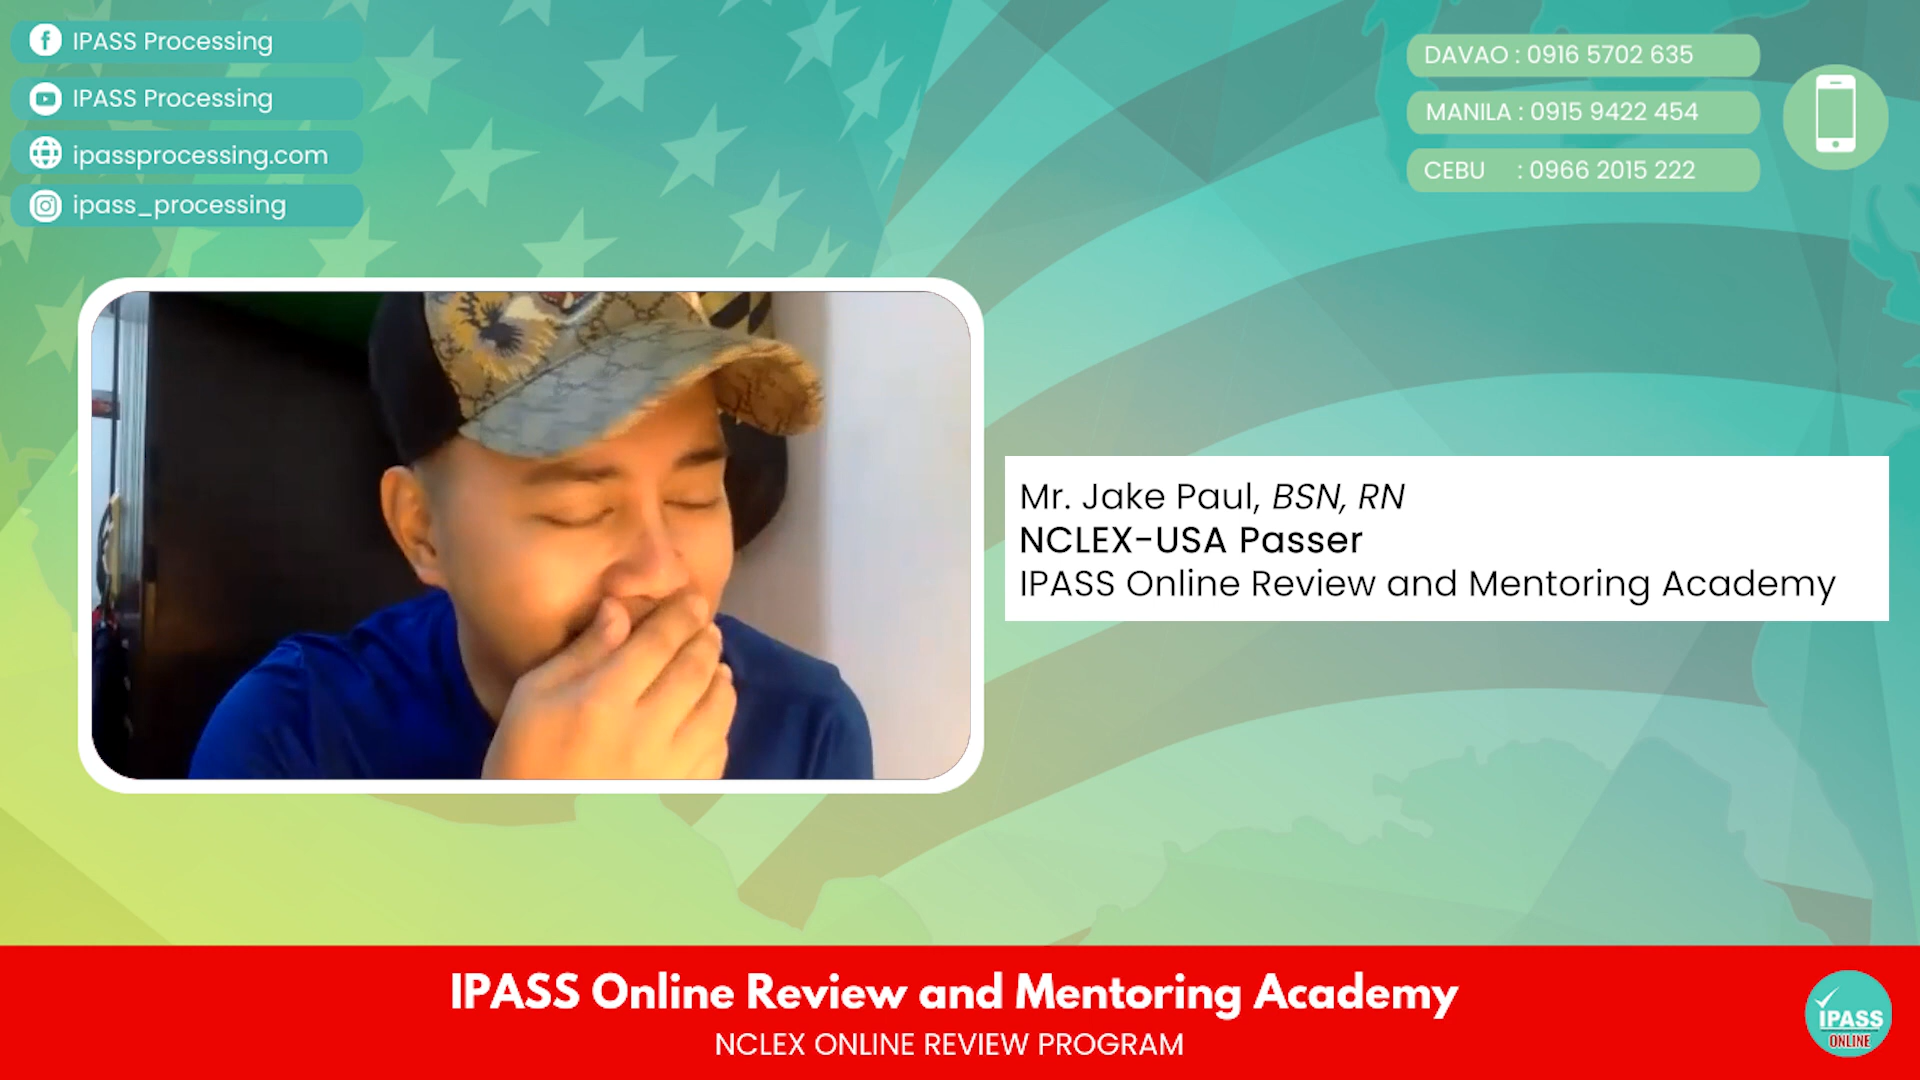 IPASS Processing
IPASS Processing
ipassprocessing.com
ipass_processing
DAVAO : 0916 5702 635
MANILA : 0915 9422 454
CEBU : 0966 2015 222
Mr. Jake Paul, BSN, RN
NCLEX-USA Passer
IPASS Online Review and Mentoring Academy
IPASS Online Review and Mentoring Academy
NCLEX ONLINE REVIEW PROGRAM
IPASS
ONLINE